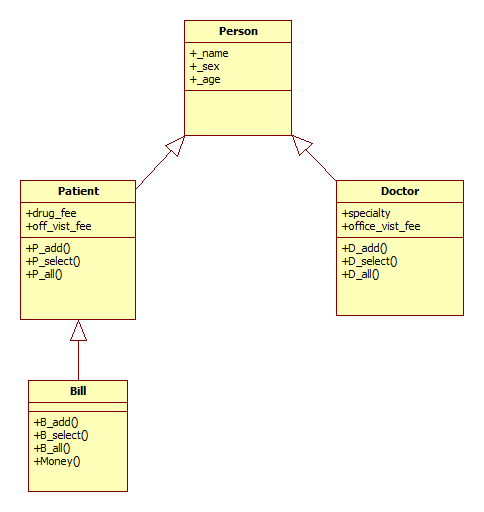 Person
+_name
+_sex
+_age
Patient
+drug_fee
+off_vist_fee
+P_add()
+P_select()
+P_all()
Doctor
+specialty
+office_vist_fee
+D_add()
+D_select()
+D_all()
Bill
+B_add()
+B_select()
+B_all()
+Money()